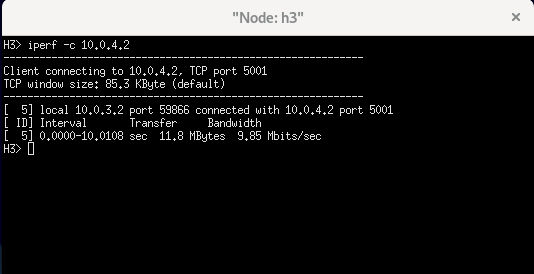 "Node: h3"
H3> iperf -c 10.0.4.2
------------------------------------------------------------
Client connecting to 10.0.4.2, TCP port 5001
TCP window size: 85.3 KByte (default)
------------------------------------------------------------
[  5] local 10.0.3.2 port 59866 connected with 10.0.4.2 port 5001
[ ID] Interval       Transfer     Bandwidth
[  5] 0.0000-10.0108 sec  11.8 MBytes  9.85 Mbits/sec
H3>